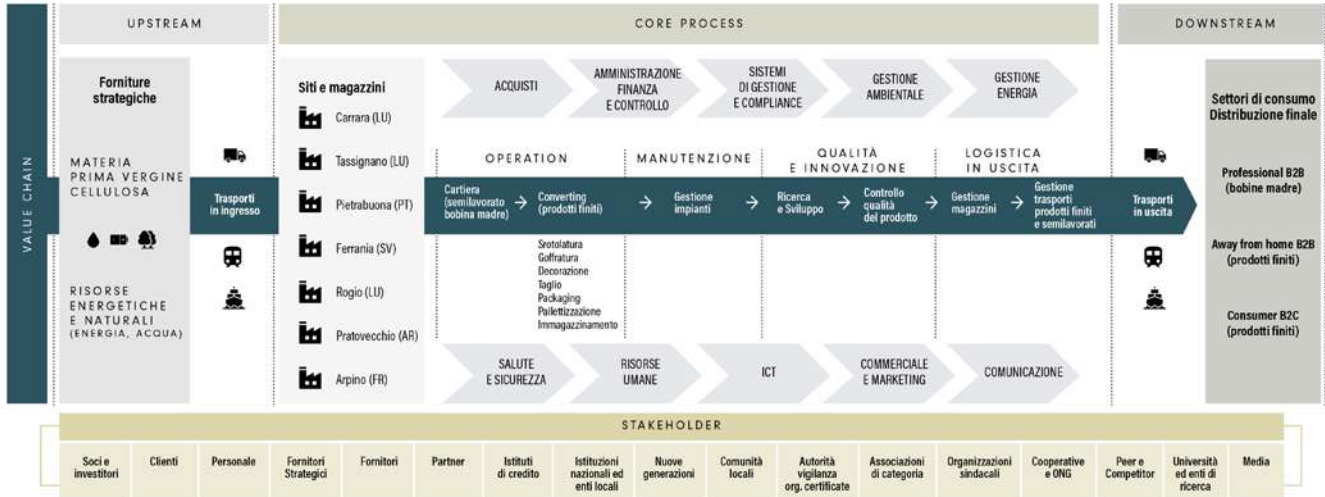 VALUE CHAIN
UPSTREAM
CORE PROCESS
DOWNSTREAM
Forniture
strategiche
MATERIA
PRIMA VERGINE
CELLULOSA
RISORSE
ENERGETICHE
E NATURALI
(ENERGIA, ACQUA)
Trasporti
in ingresso
Siti e magazzini
Carrara (LU)
Tassignano (LU)
Pietrabuona (PT)
Ferrania (SV)
Rogio (LU)
Pratovecchio (AR)
Arpino (FR)
ACQUISTI
AMMINISTRAZIONE
FINANZA
E CONTROLLO
SISTEMI
DI GESTIONE
E COMPLIANCE
GESTIONE
AMBIENTALE
GESTIONE
ENERGIA
OPERATION
MANUTENZIONE
QUALITÀ
E INNOVAZIONE
LOGISTICA
IN USCITA
Cartiera
(semilavorato
bobina madre)
Converting
(prodotti finiti)
Gestione
impianti
Ricerca
e Sviluppo
Controllo
qualità
del prodotto
Gestione
magazzini
Gestione
trasporti
prodotti finiti
e semilavorati
Srotolatura
Goffratura
Decorazione
Taglio
Packaging
Pallettizzazione
Immagazzinamento
SALUTE
E SICUREZZA
RISORSE
UMANE
ICT
COMMERCIALE
E MARKETING
COMUNICAZIONE
Trasporti
in uscita
Settori di consumo
Distribuzione finale
Professional B2B
(bobine madre)
Away from home B2B
(prodotti finiti)
Consumer B2C
(prodotti finiti)
STAKEHOLDER
Soci e
investitori
Clienti
Personale
Fornitori
Strategici
Fornitori
Partner
Istituti
di credito
Istituzioni
nazionali ed
enti locali
Nuove
generazioni
Comunità
locali
Autorità
vigilanza
org. certificate
Associazioni
di categoria
Organizzazioni
sindacali
Cooperative
e ONG
Peer e
Competitor
Università
ed enti di
ricerca
Media